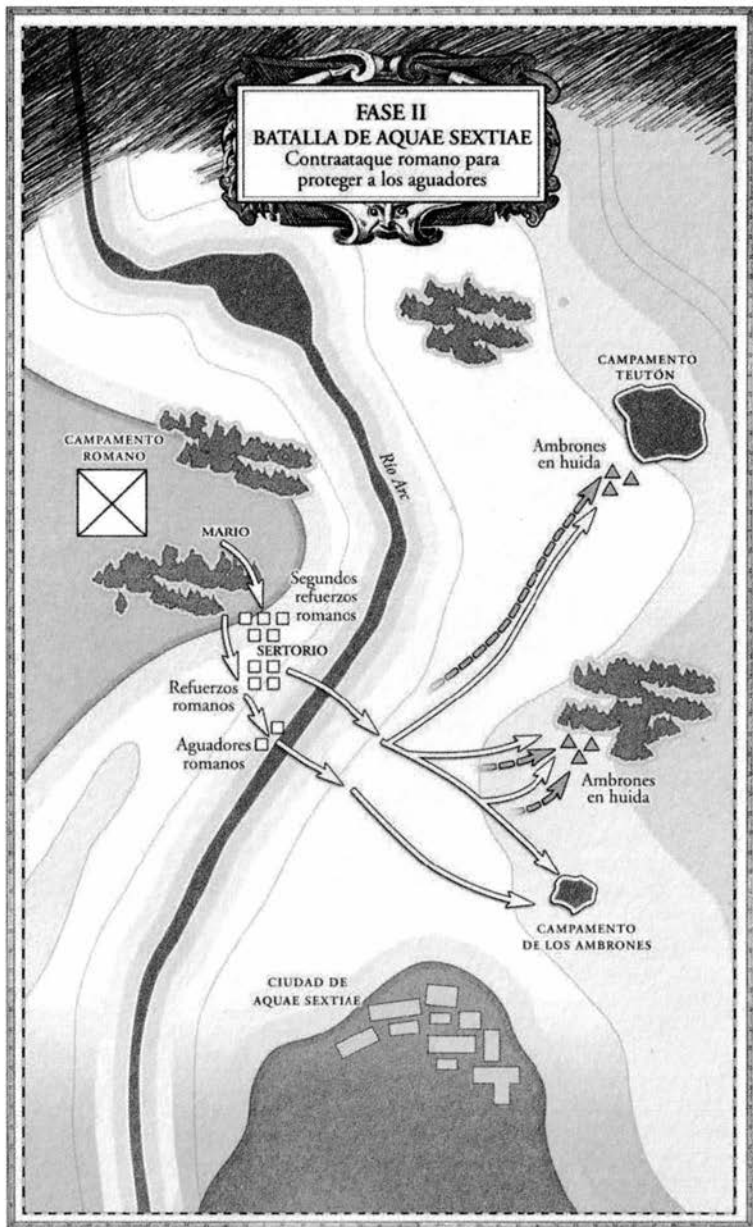 FASE II
BATALLA DE AQUAE SEXTIAE
Contraataque romano para
proteger a los aguadores
CAMPAMENTO
TEUTÓN
CAMPAMENTO
ROMANO
Río Arc
Ambrones
en huida
MARIO
Segundos
refuerzos
romanos
SERTORIO
Refuerzos
romanos
Aguadores
romanos
Ambrones
en huida
CAMPAMENTO
DE LOS AMBRONES
CIUDAD DE
AQUAE SEXTIAE